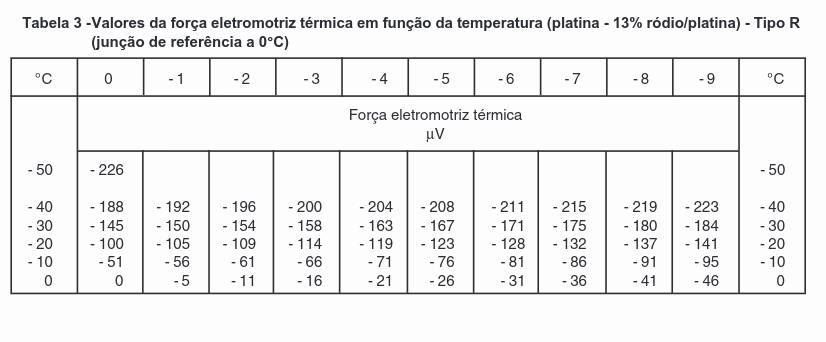 Tabela 3 -Valores da força eletromotriz térmica em função da temperatura (platina - 13% ródio/platina) - Tipo R
(junção de referência a 0°C)
°C 0 - 1 - 2 - 3 - 4 - 5 - 6 - 7 - 8 - 9 °C
Força eletromotriz térmica
µV
- 50 - 226 - 50
- 40 - 188 - 192 - 196 - 200 - 204 - 208 - 211 - 215 - 219 - 223 - 40
- 30 - 145 - 150 - 154 - 158 - 163 - 167 - 171 - 175 - 180 - 184 - 30
- 20 - 100 - 105 - 109 - 114 - 119 - 123 - 128 - 132 - 137 - 141 - 20
- 10 - 51 - 56 - 61 - 66 - 71 - 76 - 81 - 86 - 91 - 95 - 10
0 0 - 5 - 11 - 16 - 21 - 26 - 31 - 36 - 41 - 46 0